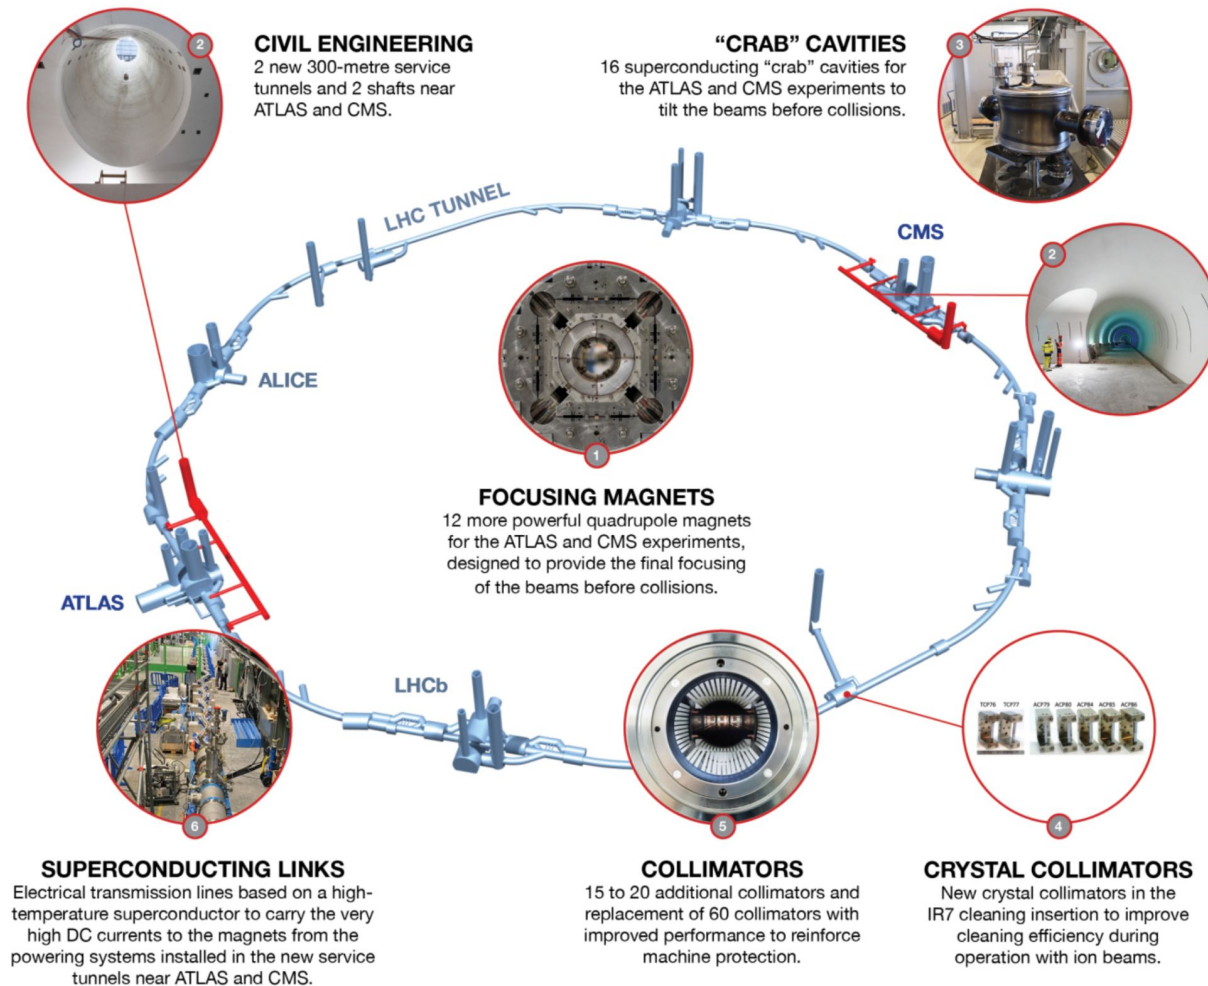 2
CIVIL ENGINEERING
2 new 300-metre service
tunnels and 2 shafts near
ATLAS and CMS.
"CRAB" CAVITIES
16 superconducting "crab" cavities for
the ATLAS and CMS experiments to
tilt the beams before collisions.
3
LHC TUNNEL
CMS
2
ALICE
1
FOCUSING MAGNETS
12 more powerful quadrupole magnets
for the ATLAS and CMS experiments,
designed to provide the final focusing
of the beams before collisions.
ATLAS
LHCb
TCP76 TCP77 ACP79 ACP80 ACP84 ACP85 ACP86
6
5
4
SUPERCONDUCTING LINKS
Electrical transmission lines based on a high-
temperature superconductor to carry the very
high DC currents to the magnets from the
powering systems installed in the new service
tunnels near ATLAS and CMS.
COLLIMATORS
15 to 20 additional collimators and
replacement of 60 collimators with
improved performance to reinforce
machine protection.
CRYSTAL COLLIMATORS
New crystal collimators in the
IR7 cleaning insertion to improve
cleaning efficiency during
operation with ion beams.